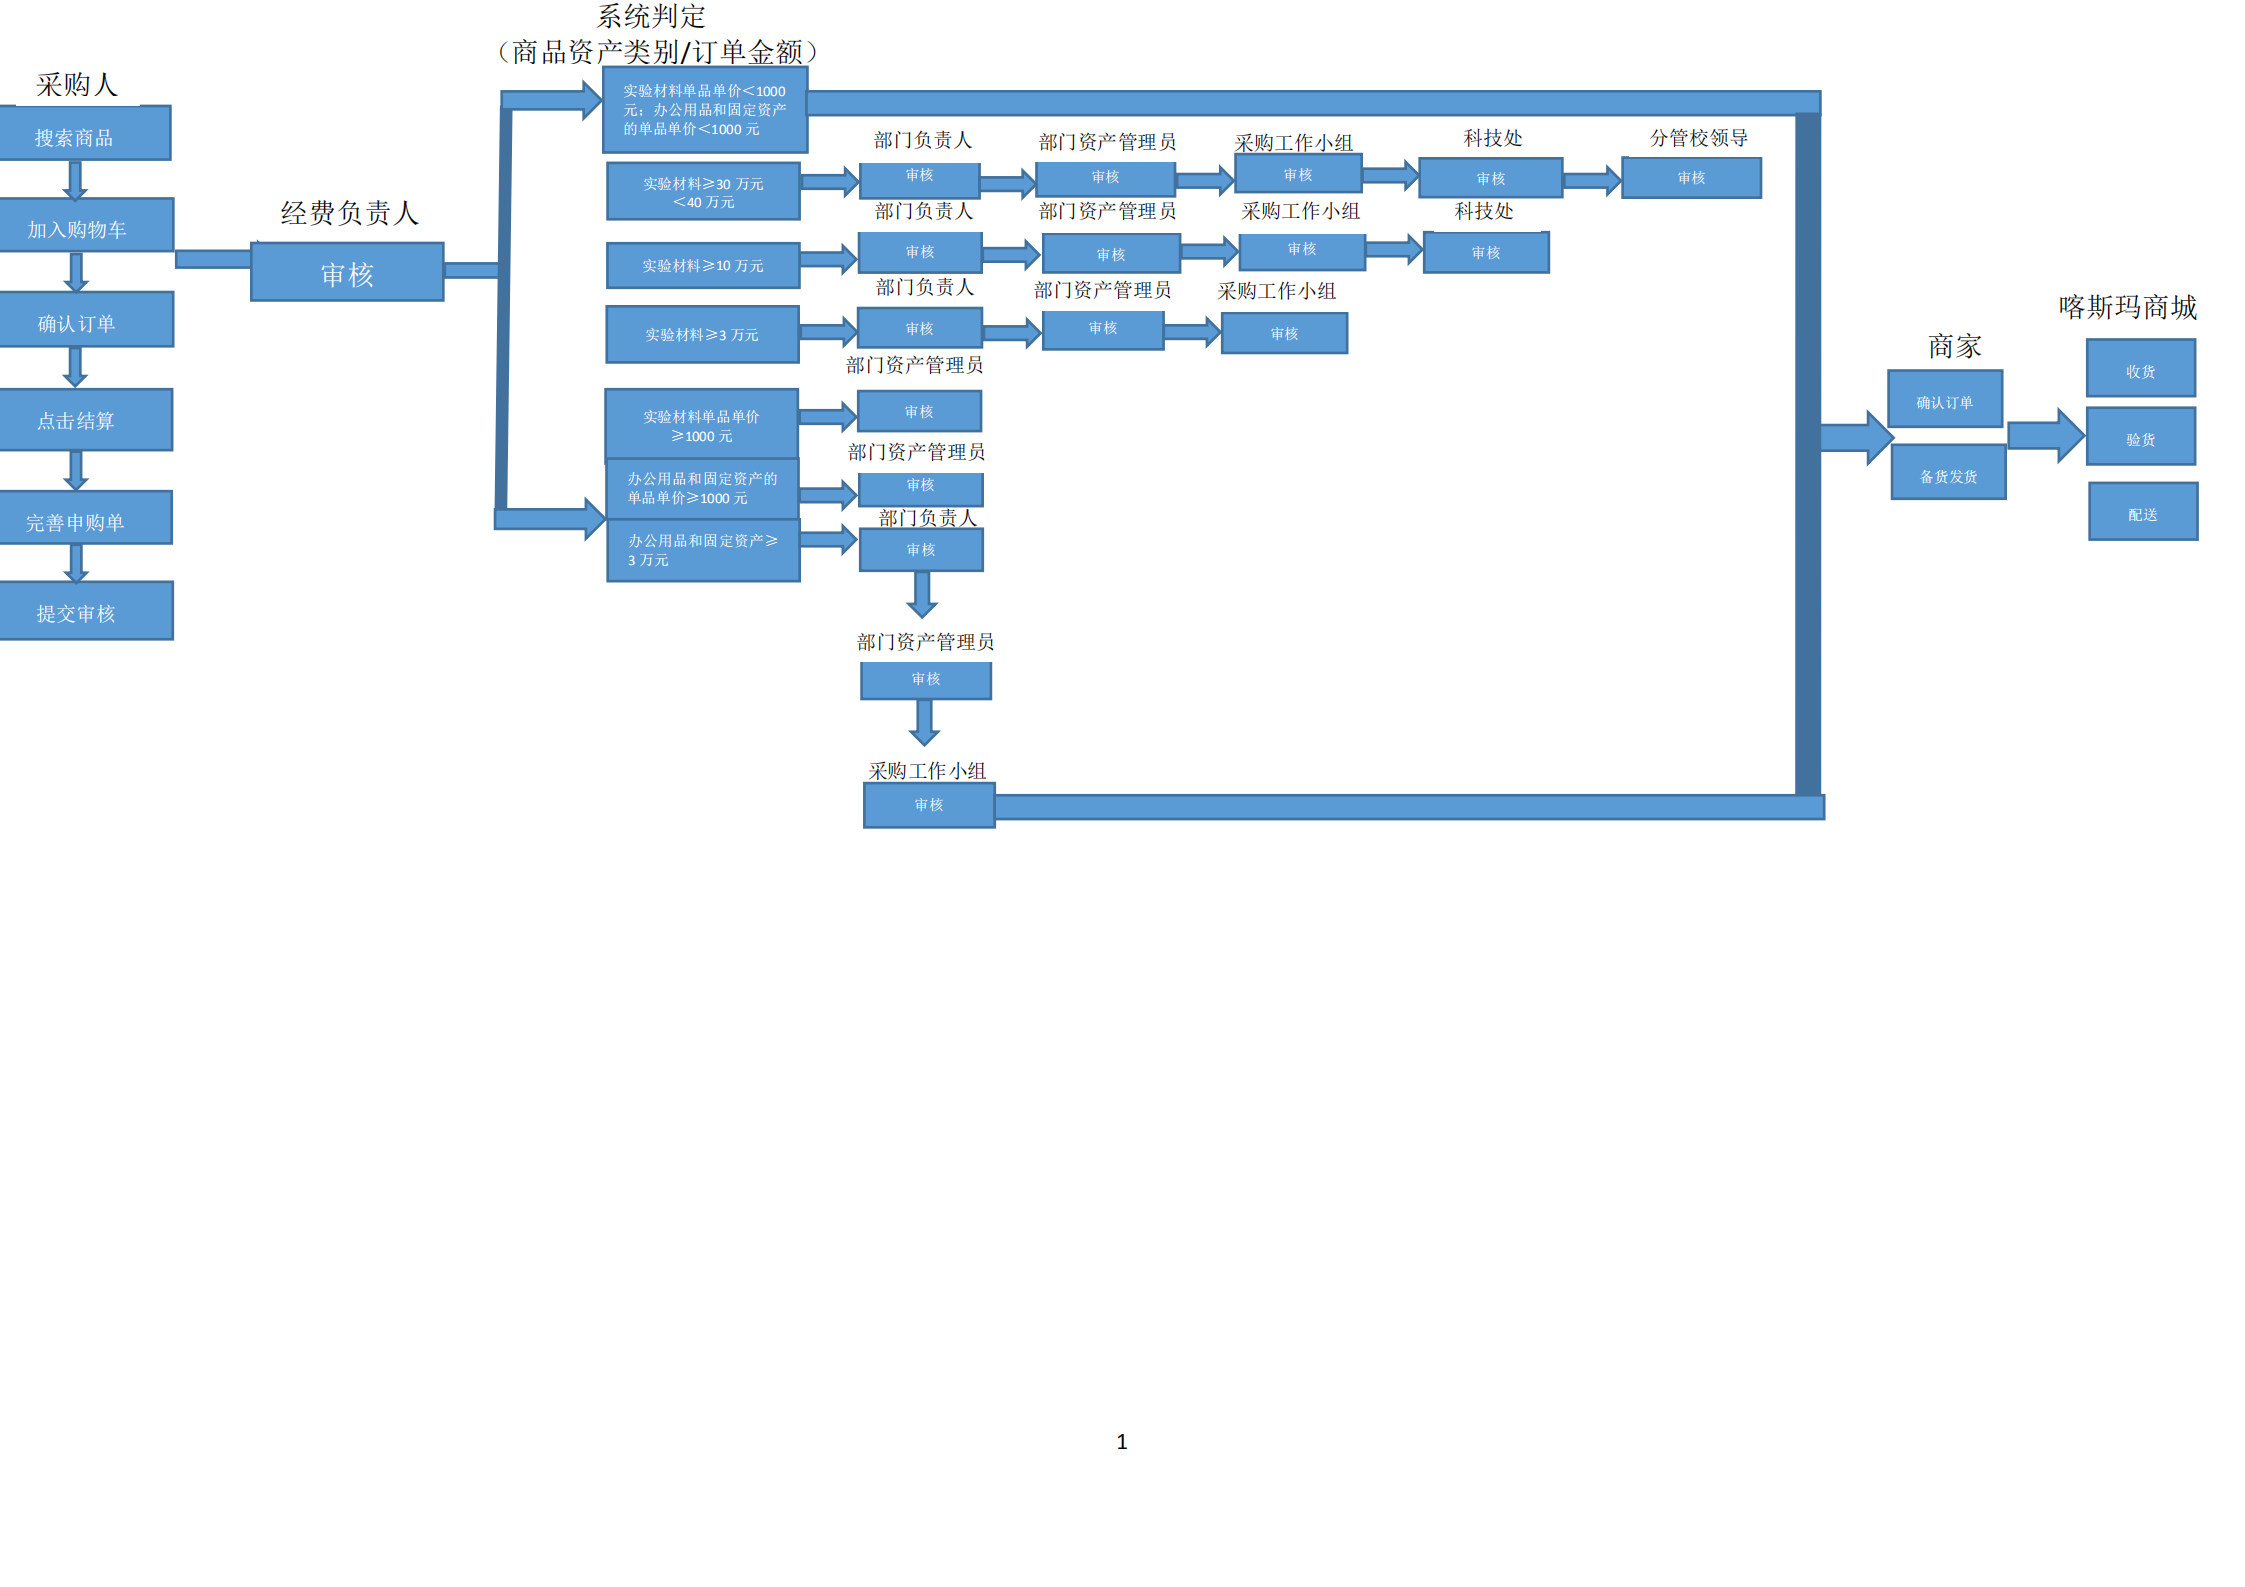 系统判定
（商品资产类别/订单金额）
采购人
搜索商品
加入购物车
确认订单
点击结算
完善申购单
提交审核
经费负责人
审核
实验材料单品单价＜1000
元；办公用品和固定资产
的单品单价＜1000 元
部门负责人
部门资产管理员
采购工作小组
科技处
分管校领导
实验材料≥30 万元
＜40 万元
审核
审核
审核
审核
审核
部门负责人
部门资产管理员
采购工作小组
科技处
实验材料≥10 万元
审核
审核
审核
审核
部门负责人
部门资产管理员
采购工作小组
实验材料≥3 万元
审核
审核
审核
部门资产管理员
实验材料单品单价
≥1000 元
审核
部门资产管理员
办公用品和固定资产的
单品单价≥1000 元
审核
部门负责人
办公用品和固定资产≥
3 万元
审核
部门资产管理员
审核
采购工作小组
审核
商家
确认订单
备货发货
喀斯玛商城
收货
验货
配送
1